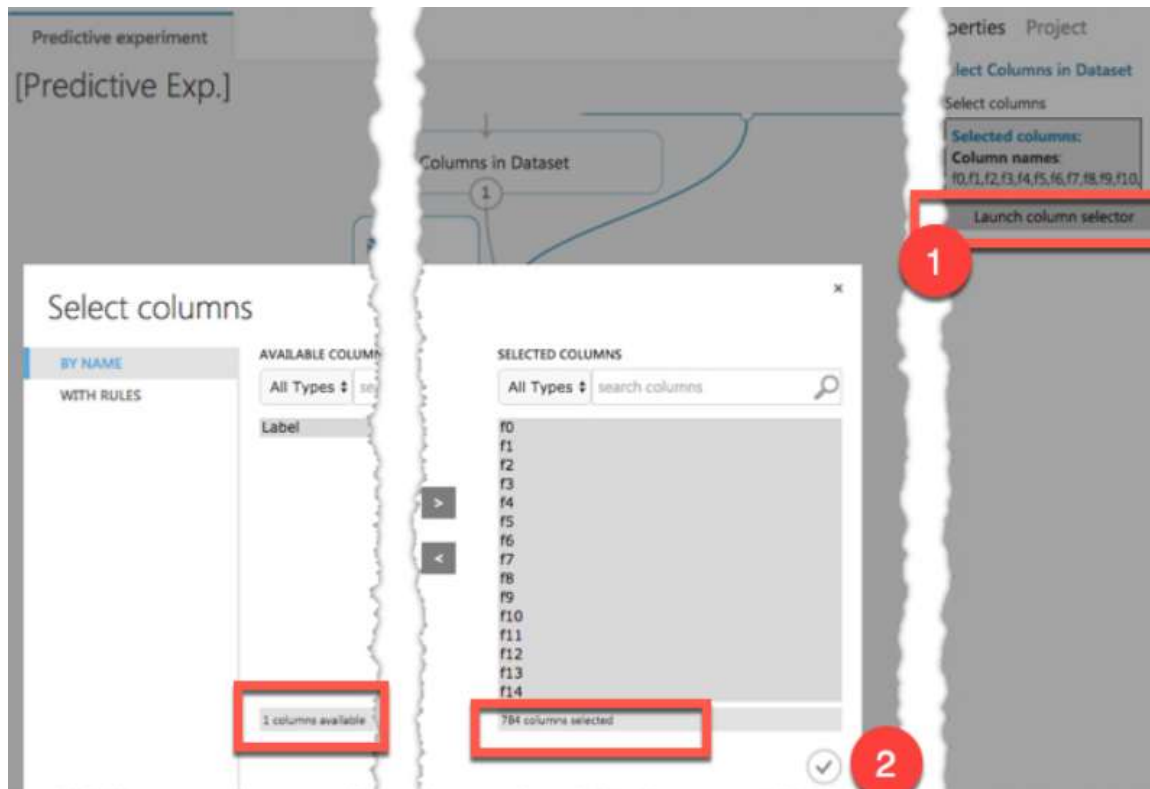 Predictive experiment
[Predictive Exp.]
Columns in Dataset
1
perties Project
lect Columns in Dataset
Select columns
Selected columns:
Column names:
f0,f1,f2,f3,f4,f5,f6,f7,f8,f9,f10,
Launch column selector
1
Select columns
×
BY NAME
WITH RULES
AVAILABLE COLUMN
All Types
Label
1 columns available
>
<
SELECTED COLUMNS
All Types search columns
f0
f1
f2
f3
f4
f5
f6
f7
f8
f9
f10
f11
f12
f13
f14
784 columns selected
2